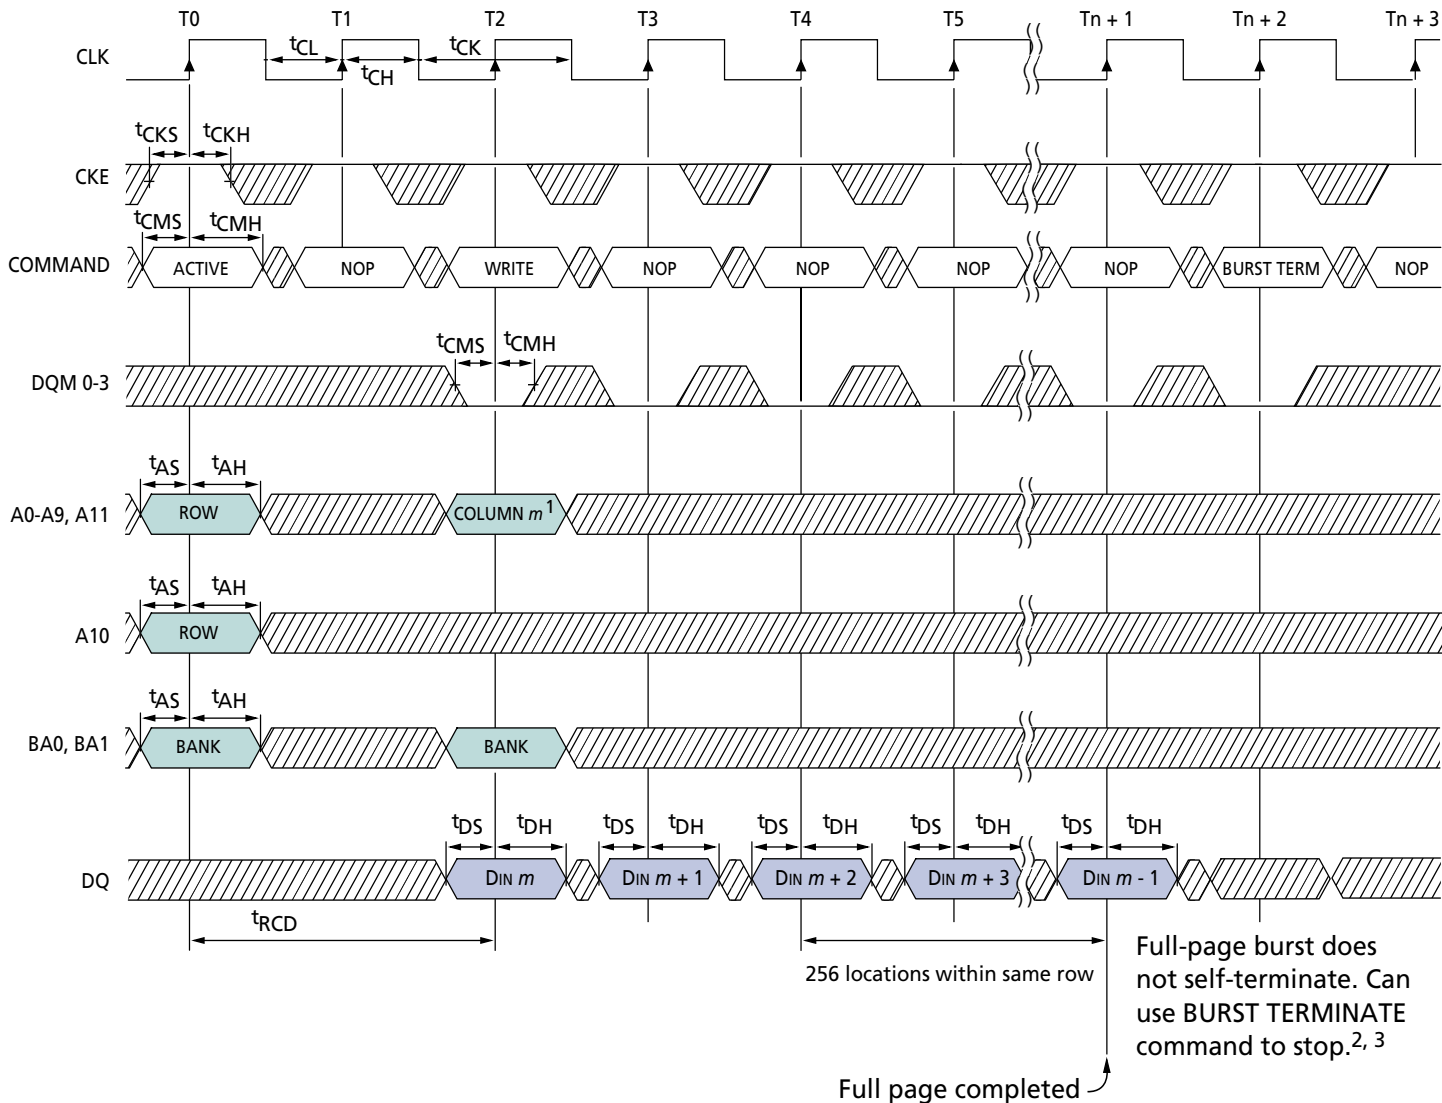 T0 T1 T2 T3 T4 T5 Tn + 1 Tn + 2 Tn + 3
CLK
tCL tCK
tCH
tCKS tCKH
CKE
tCMS tCMH
COMMAND ACTIVE NOP WRITE NOP NOP NOP NOP BURST TERM NOP
tCMS tCMH
DQM 0-3
tAS tAH
A0-A9, A11 ROW COLUMN m1
tAS tAH
A10 ROW
tAS tAH
BA0, BA1 BANK BANK
tDS tDH tDS tDH tDS tDH tDS tDH tDS tDH
DQ DIN m DIN m + 1 DIN m + 2 DIN m + 3 DIN m - 1
tRCD
256 locations within same row
Full-page burst does
not self-terminate. Can
use BURST TERMINATE
command to stop.2, 3
Full page completed